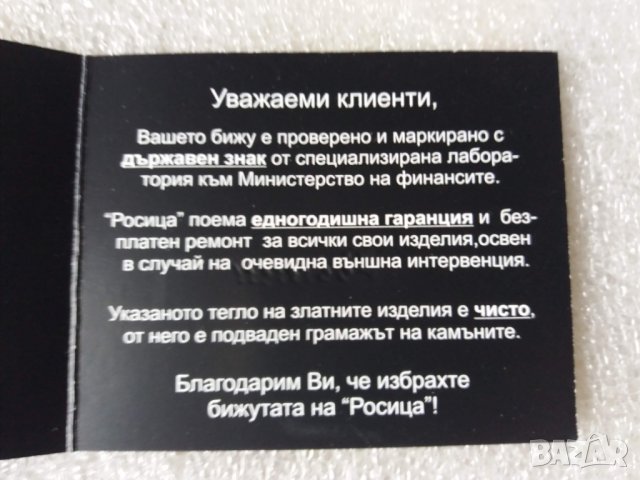 Уважаеми клиенти,
Вашето бижу е проверено и маркирано с
държавен знак от специализирана лабора-
тория към Министерство на финансите.
“Росица” поема едногодишна гаранция и без-
платен ремонт за всички свои изделия,освен
в случай на очевидна външна интервенция.
Указаното тегло на златните изделия е чисто,
от него е подваден грамажът на камъните.
Благодарим Ви, че избрахте
бижутата на “Росица”!
BAZAR